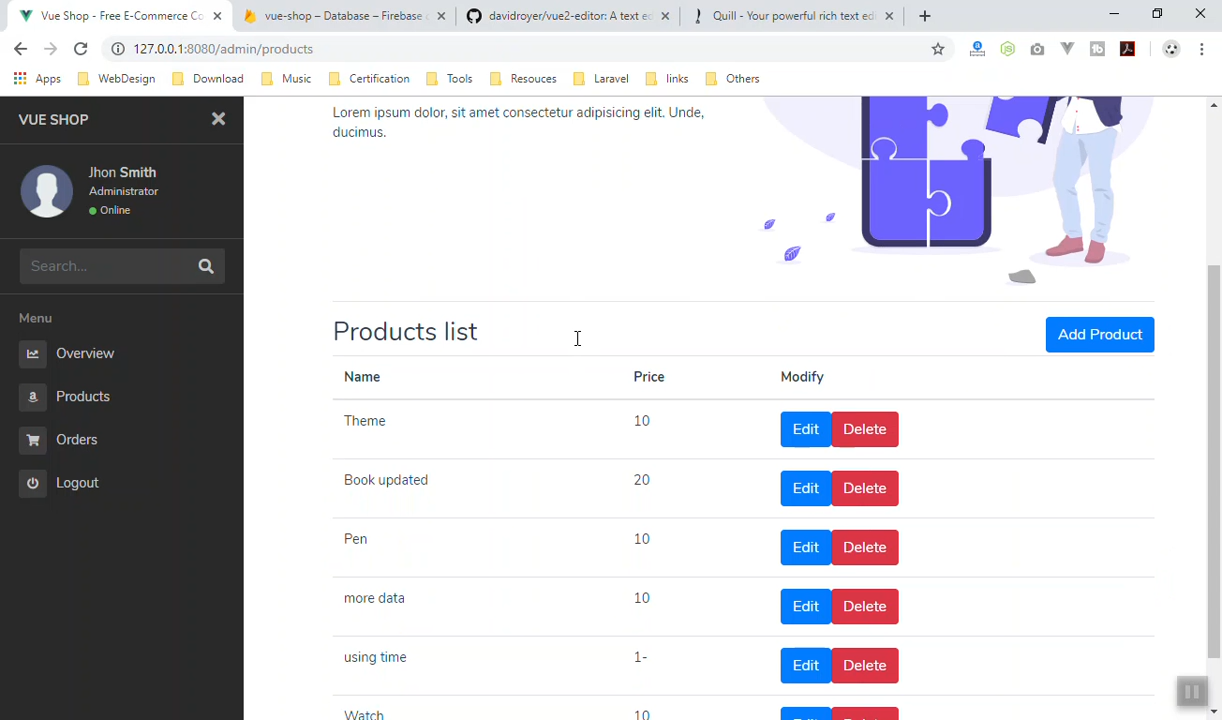 Vue Shop - Free E-Commerce Co
vue-shop – Database – Firebase c
davidroyer/vue2-editor: A text ec
Quill - Your powerful rich text edi
127.0.0.1:8080/admin/products
Apps
WebDesign
Download
Music
Certification
Tools
Resouces
Laravel
links
Others
VUE SHOP
Jhon Smith
Administrator
Online
Search...
Menu
Overview
Products
Orders
Logout
Lorem ipsum dolor, sit amet consectetur adipisicing elit. Unde,
ducimus.
Products list
Add Product
Name Price Modify
Theme 10 Edit Delete
Book updated 20 Edit Delete
Pen 10 Edit Delete
more data 10 Edit Delete
using time 1- Edit Delete
Watch 10 Edit Delete